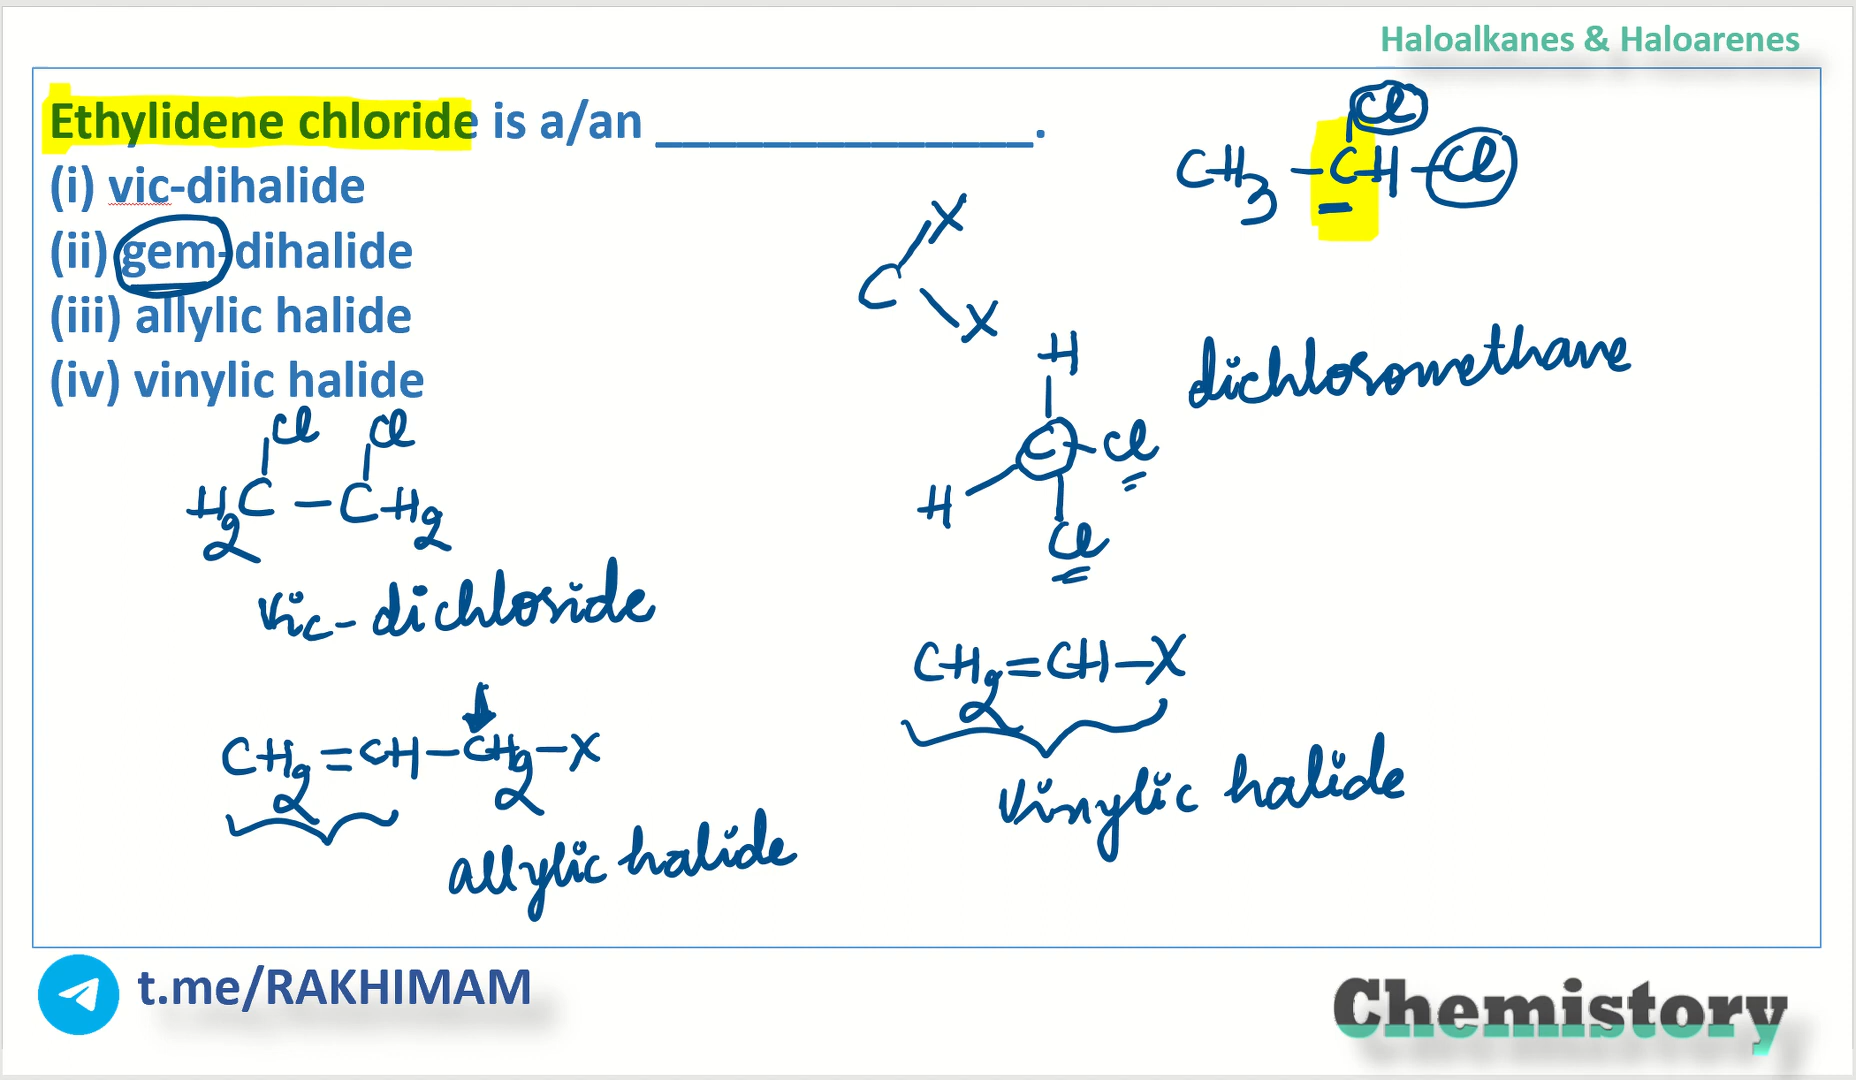 Haloalkanes & Haloarenes
Ethylidene chloride is a/an _______________.
(i) vic-dihalide
(ii) gem-dihalide
(iii) allylic halide
(iv) vinylic halide
Cl
CH3 - CH - Cl
X
C
X
H
C - Cl
H
Cl
dichloromethane
Cl Cl
H2C - CH2
Vic-dichloride
CH2=CH-X
Vinylic halide
CH2=CH-CH2-X
allylic halide
t.me/RAKHIMAM
Chemistory